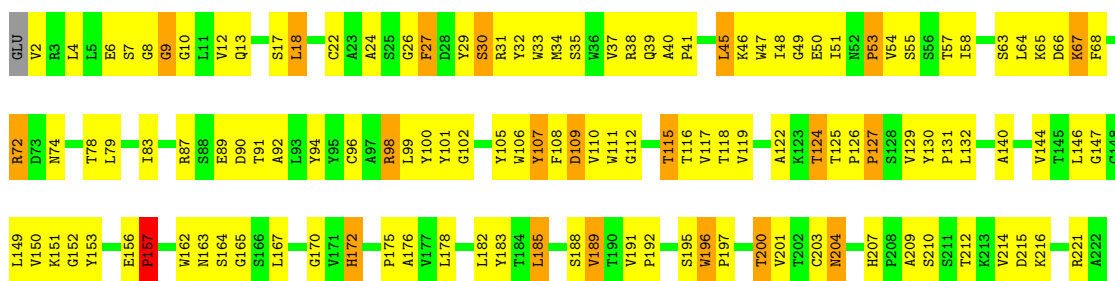 GLU V2 R3 L4 L5 E6 S7 G8 G9 G10 L11 V12 Q13 S17 L18 C22 A23 A24 S25 G26 F27 D28 Y29 S30 R31 Y32 W33 M34 S35 W36 V37 R38 Q39 A40 P41 L45 K46 W47 I48 G49 E50 I51 N52 P53 V54 S55 S56 T57 I58 S63 L64 K65 D66 K67 F68
R72 D73 N74 T78 L79 I83 R87 S88 E89 D90 T91 A92 L93 Y94 Y95 C96 A97 R98 L99 Y100 Y101 G102 Y105 W106 Y107 F108 D109 V110 W111 G112 T115 T116 V117 T118 V119 A122 K123 T124 T125 P126 P127 S128 V129 Y130 P131 L132 A140 V144 T145 L146 G147 G148
L149 V150 K151 G152 Y153 E156 P157 W162 N163 S164 G165 S166 L167 G170 V171 H172 P175 A176 V177 L178 L182 Y183 T184 L185 S188 V189 T190 V191 P192 S195 W196 P197 T200 V201 T202 C203 N204 H207 P208 A209 S210 S211 T212 K213 V214 D215 K216 R221 A222